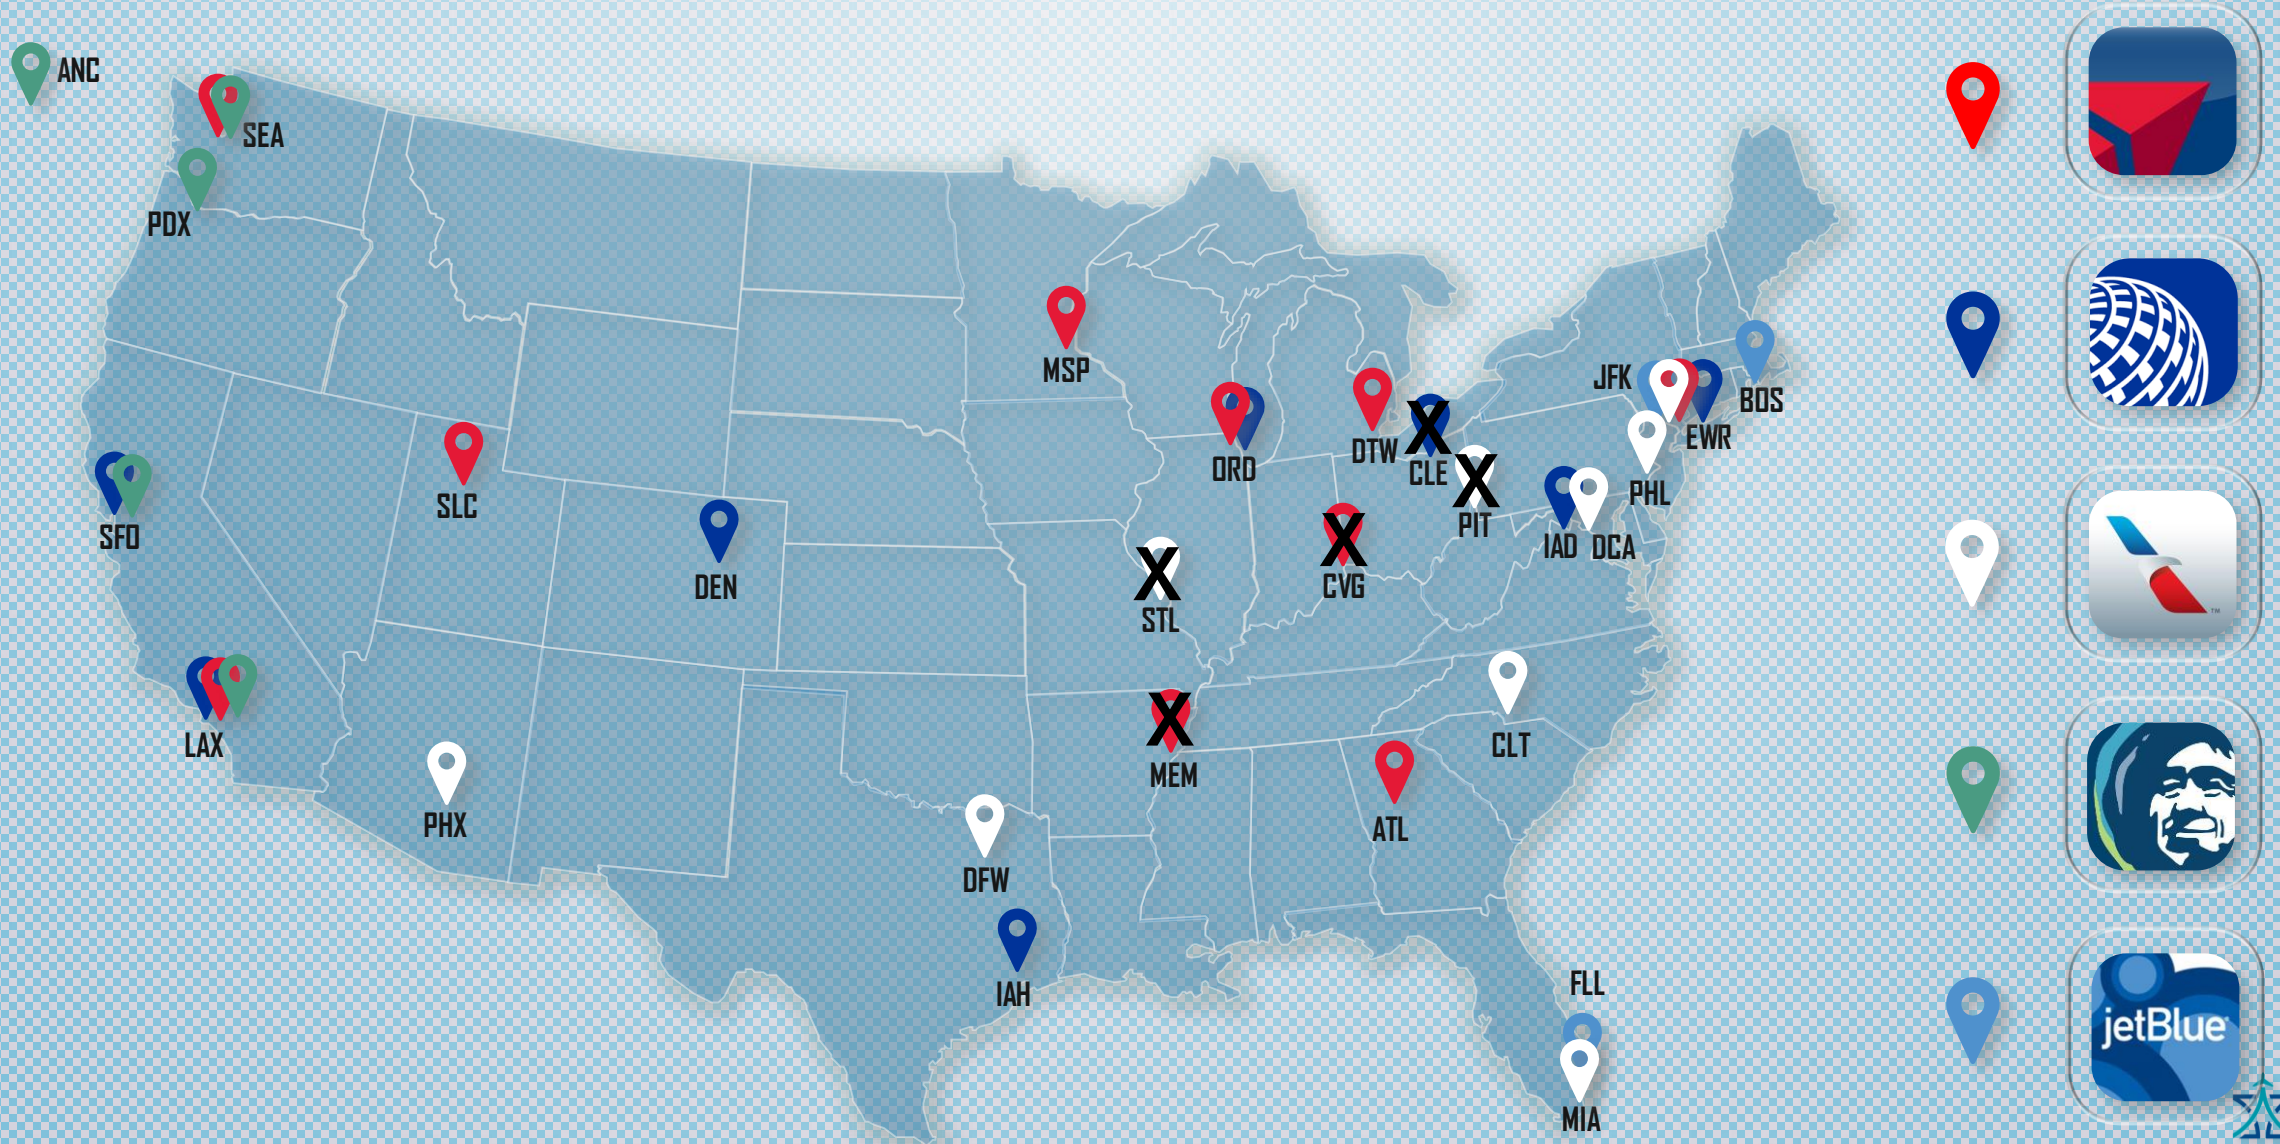 ANC
SEA
PDX
MSP
JFK
BOS
EWR
ORD
DTW
CLE
SLC
PHL
SFO
PIT
IAD
DCA
DEN
CVG
STL
LAX
CLT
MEM
PHX
ATL
DFW
IAH
FLL
MIA
X
X
X
X
X
TM
jetBlue